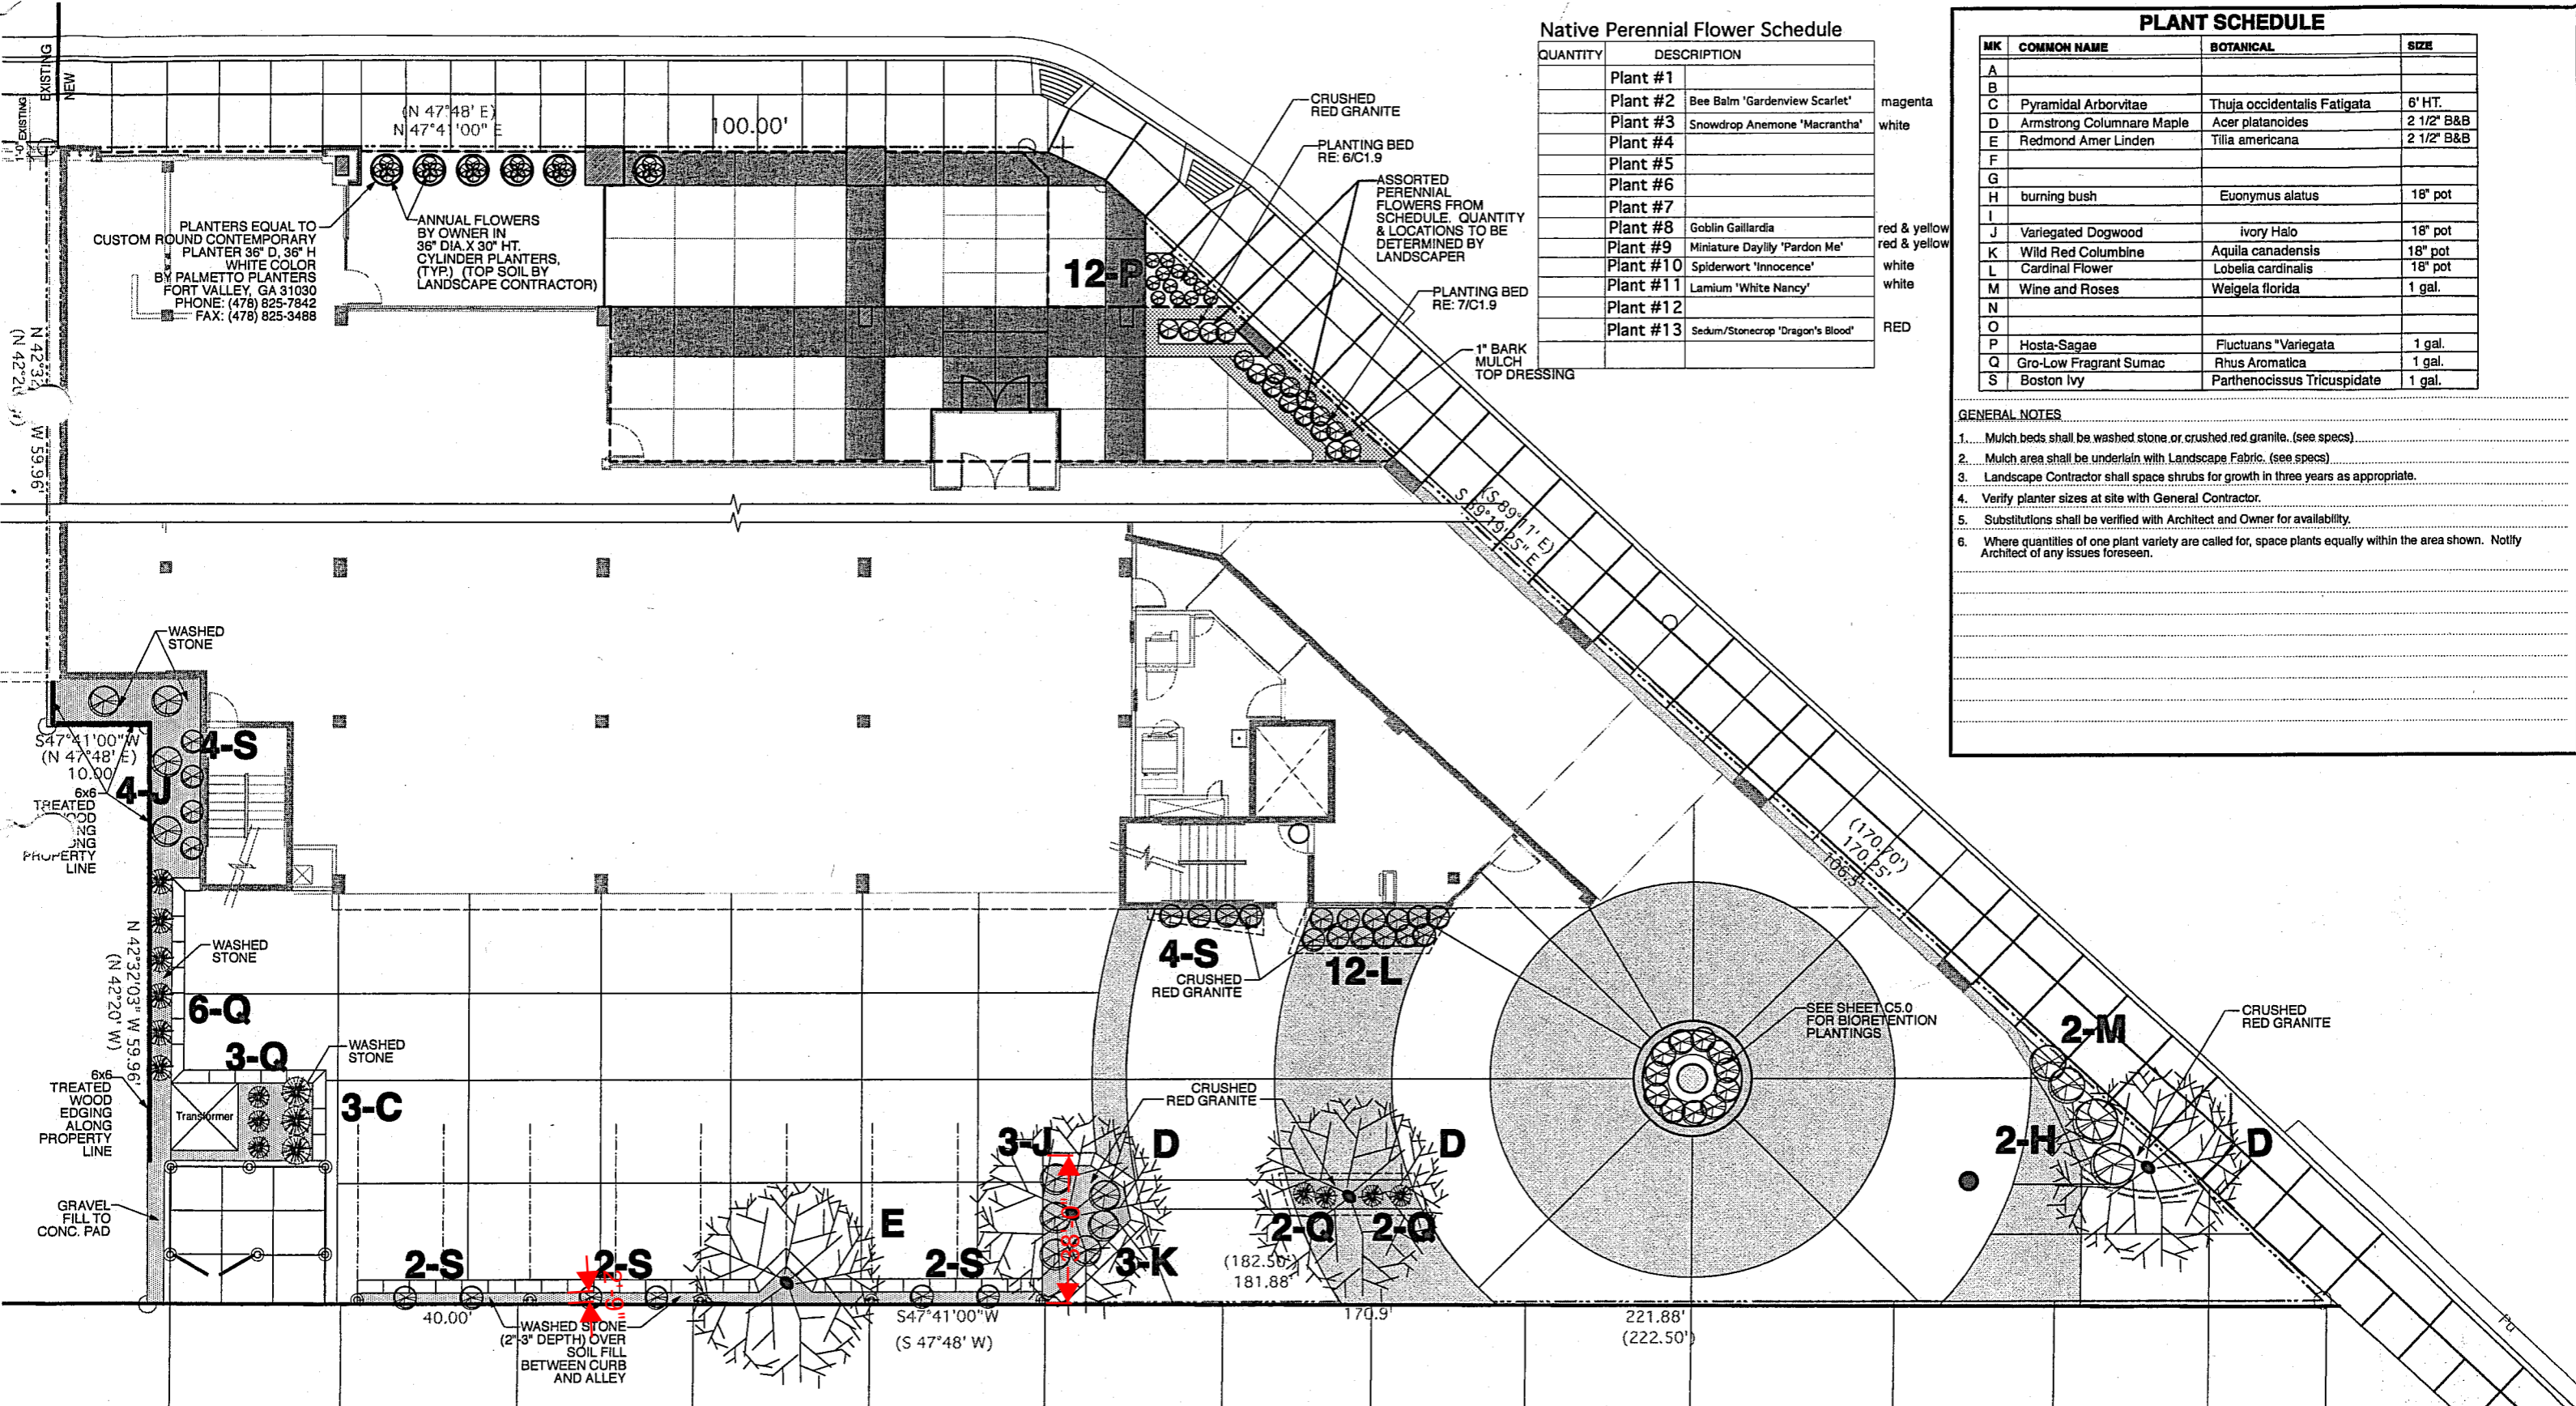 EXISTING
NEW
1'-0" EXISTING
(N 47°48' E)
N 47°41'00" E
100.00'
PLANTERS EQUAL TO
CUSTOM ROUND CONTEMPORARY
PLANTER 36" D, 36" H
WHITE COLOR
BY PALMETTO PLANTERS
FORT VALLEY, GA 31030
PHONE: (478) 825-7842
FAX: (478) 825-3488
ANNUAL FLOWERS
BY OWNER IN
36" DIA.X 30" HT.
CYLINDER PLANTERS,
(TYP.) (TOP SOIL BY
LANDSCAPE CONTRACTOR)
12-P
CRUSHED
RED GRANITE
PLANTING BED
RE: 6/C1.9
ASSORTED
PERENNIAL
FLOWERS FROM
SCHEDULE. QUANTITY
& LOCATIONS TO BE
DETERMINED BY
LANDSCAPER
PLANTING BED
RE: 7/C1.9
1" BARK
MULCH
TOP DRESSING
Native Perennial Flower Schedule
QUANTITY DESCRIPTION
Plant #1
Plant #2 Bee Balm 'Gardenview Scarlet' magenta
Plant #3 Snowdrop Anemone 'Macrantha' white
Plant #4
Plant #5
Plant #6
Plant #7
Plant #8 Goblin Gaillardia red & yellow
Plant #9 Miniature Daylily 'Pardon Me' red & yellow
Plant #10 Spiderwort 'Innocence' white
Plant #11 Lamium 'White Nancy' white
Plant #12
Plant #13 Sedum/Stonecrop 'Dragon's Blood' RED
PLANT SCHEDULE
MK COMMON NAME BOTANICAL SIZE
A
B
C Pyramidal Arborvitae Thuja occidentalis Fatigata 6' HT.
D Armstrong Columnare Maple Acer platanoides 2 1/2" B&B
E Redmond Amer Linden Tilia americana 2 1/2" B&B
F
G
H burning bush Euonymus alatus 18" pot
I
J Variegated Dogwood ivory Halo 18" pot
K Wild Red Columbine Aquila canadensis 18" pot
L Cardinal Flower Lobelia cardinalis 18" pot
M Wine and Roses Weigela florida 1 gal.
N
O
P Hosta-Sagae Fluctuans "Variegata 1 gal.
Q Gro-Low Fragrant Sumac Rhus Aromatica 1 gal.
S Boston Ivy Parthenocissus Tricuspidate 1 gal.
GENERAL NOTES
1. Mulch beds shall be washed stone or crushed red granite. (see specs)
2. Mulch area shall be underlain with Landscape Fabric. (see specs)
3. Landscape Contractor shall space shrubs for growth in three years as appropriate.
4. Verify planter sizes at site with General Contractor.
5. Substitutions shall be verified with Architect and Owner for availability.
6. Where quantities of one plant variety are called for, space plants equally within the area shown. Notify
Architect of any issues foreseen.
W 59.96'
(S 89°11' E)
S 89°19'25" E
WASHED
STONE
4-S
S47°41'00"W
(N 47°48' E)
10.00'
4-J
6x6
TREATED
PROPERTY
LINE
N 42°32'03" W 59.96'
(N 42°20' W)
WASHED
STONE
6-Q
3-Q
WASHED
STONE
3-C
Transformer
6x6
TREATED
WOOD
EDGING
ALONG
PROPERTY
LINE
GRAVEL
FILL TO
CONC. PAD
4-S
CRUSHED
RED GRANITE
12-L
(170.70')
170.25'
SEE SHEET C5.0
FOR BIORETENTION
PLANTINGS
2-M
CRUSHED
RED GRANITE
CRUSHED
RED GRANITE
3-J
D
D
2-H
D
38'-0"
E
2-Q
2-Q
2-S
2-S
2'-6"
2-S
3-K
(182.50')
181.88'
40.00'
WASHED STONE
(2"-3" DEPTH) OVER
SOIL FILL
BETWEEN CURB
AND ALLEY
S47°41'00"W
(S 47°48' W)
170.9'
221.88'
(222.50')